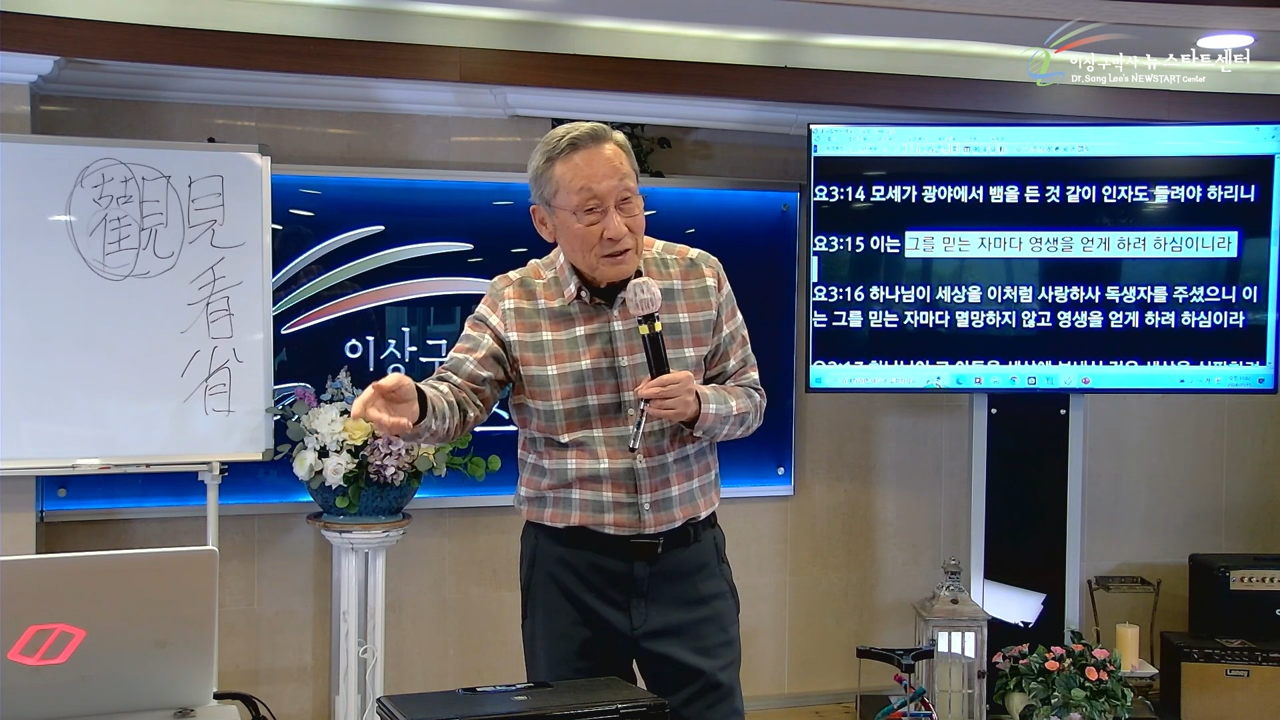 이상구박사 뉴스타트센터
Dr. Sang Lee's NEWSTART Center
觀 見
看
省
이상구
요3:14 모세가 광야에서 뱀을 든 것 같이 인자도 들려야 하리니
요3:15 이는 그를 믿는 자마다 영생을 얻게 하려 하심이니라
요3:16 하나님이 세상을 이처럼 사랑하사 독생자를 주셨으니 이
는 그를 믿는 자마다 멸망하지 않고 영생을 얻게 하려 하심이라
Laney